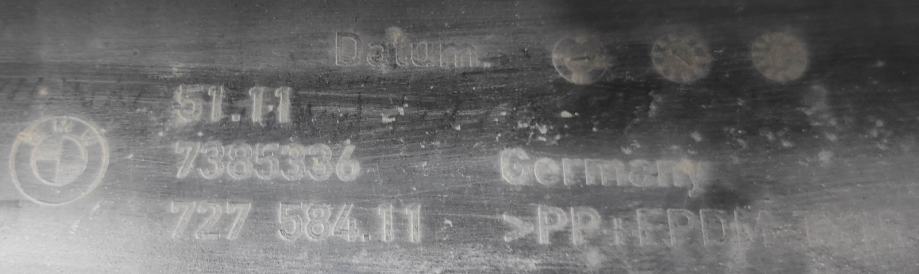 Datum
51.11
7385336 Germany
727 584.11 >PP+EPDM